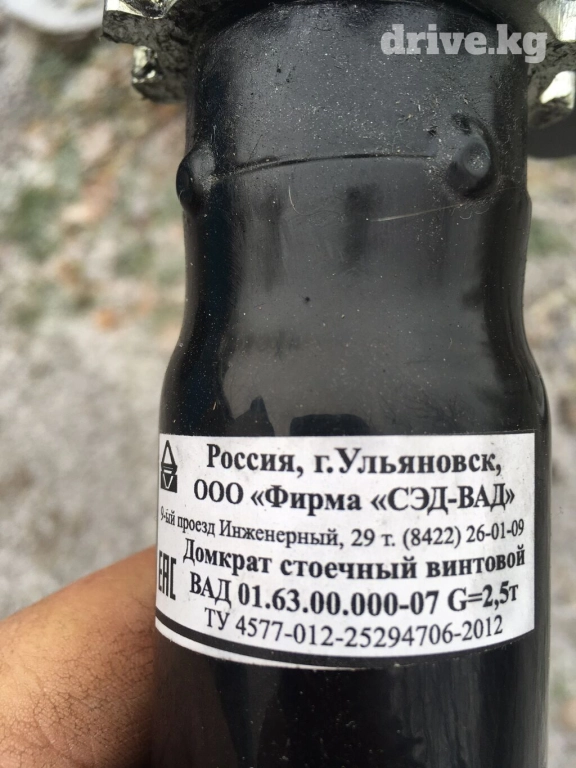 drive.kg
Россия, г.Ульяновск,
ООО «Фирма «СЭД-ВАД»
9-ый проезд Инженерный, 29 т. (8422) 26-01-09
Домкрат стоечный винтовой
ВАД 01.63.00.000-07 G=2,5т
ТУ 4577-012-25294706-2012
EAC